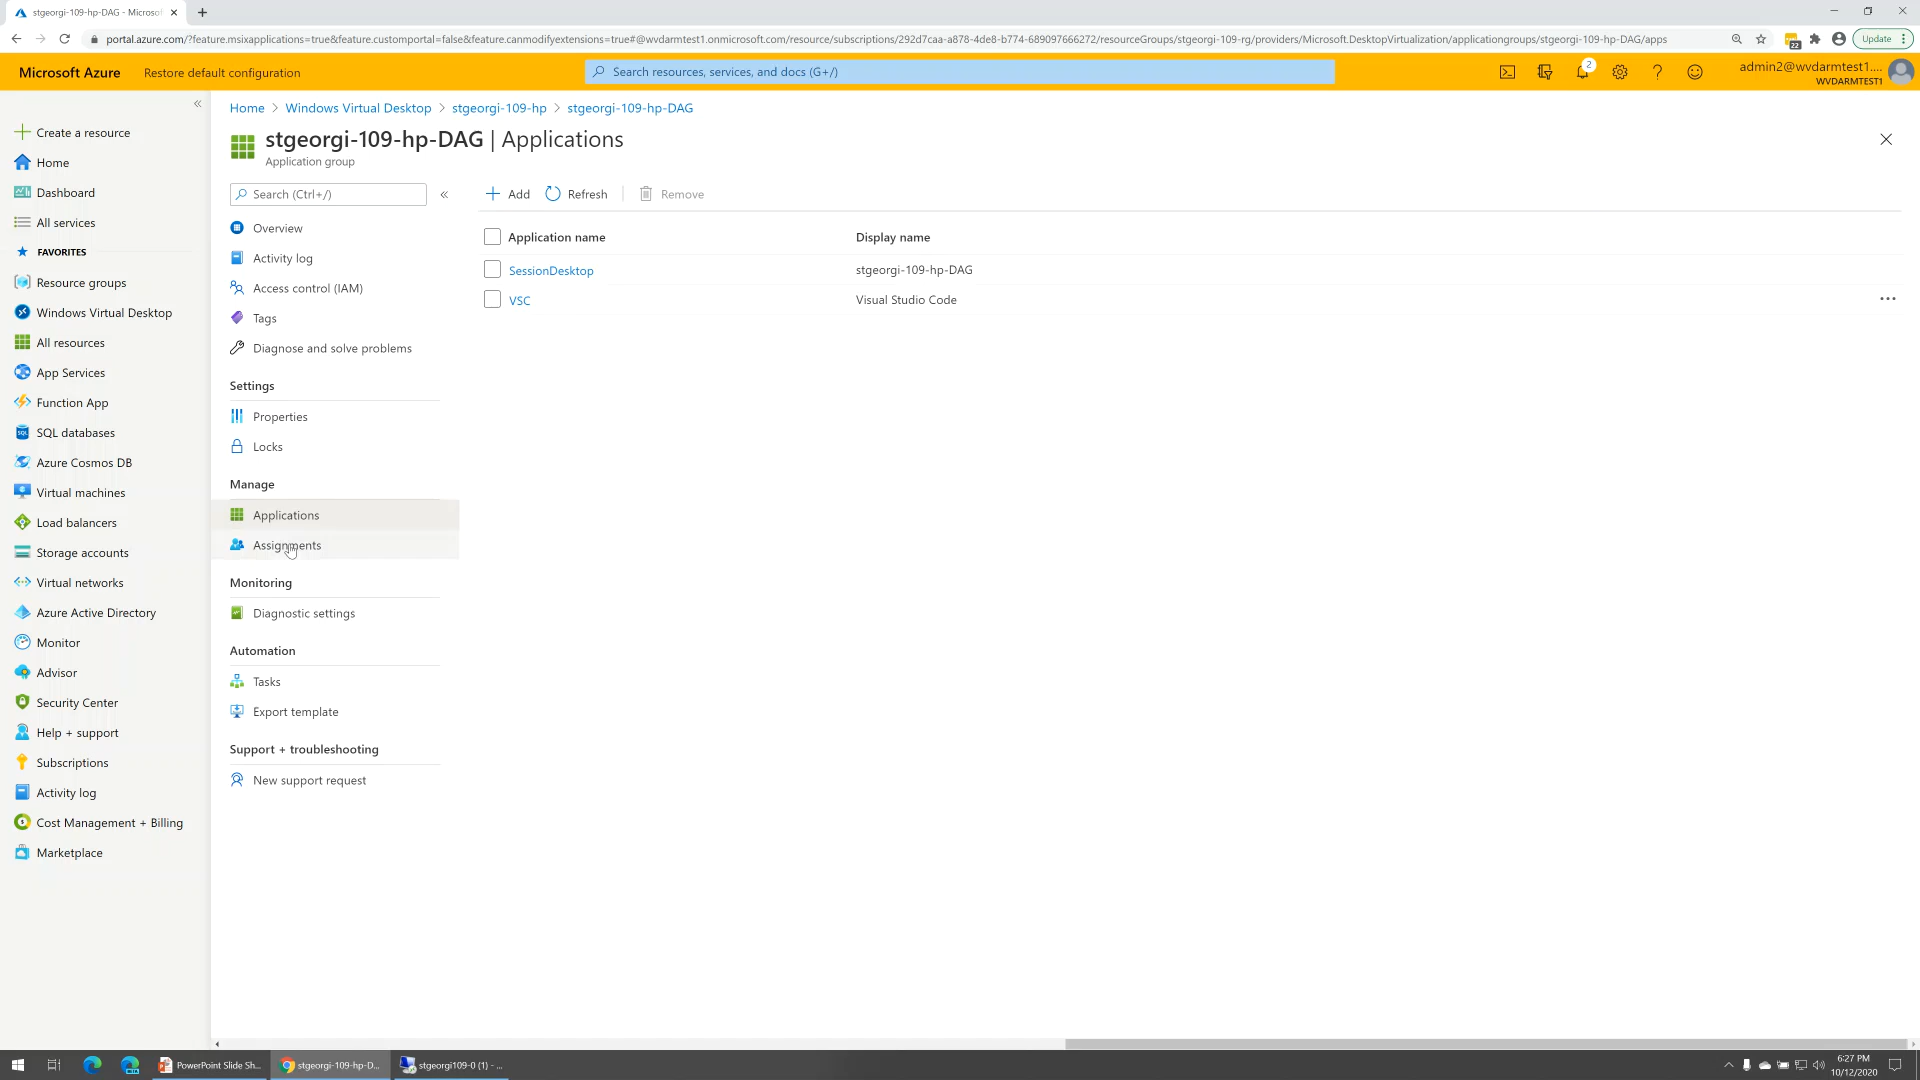 stgeorgi-109-hp-DAG - Microso
portal.azure.com/?feature.msixapplications=true&feature.customportal=false&feature.canmodifyextensions=true#@wvdarmtest1.onmicrosoft.com/resource/subscriptions/292d7caa-a878-4de8-b774-689097666272/resourceGroups/stgeorgi-109-rg/providers/Microsoft.DesktopVirtualization/applicationgroups/stgeorgi-109-hp-DAG/apps
22
Update
Microsoft Azure
Restore default configuration
Search resources, services, and docs (G+/)
2
admin2@wvdarmtest1....
WVDARMTEST1
Create a resource
Home
Dashboard
All services
FAVORITES
Resource groups
Windows Virtual Desktop
All resources
App Services
Function App
SQL databases
Azure Cosmos DB
Virtual machines
Load balancers
Storage accounts
Virtual networks
Azure Active Directory
Monitor
Advisor
Security Center
Help + support
Subscriptions
Activity log
Cost Management + Billing
Marketplace
Home > Windows Virtual Desktop > stgeorgi-109-hp > stgeorgi-109-hp-DAG
stgeorgi-109-hp-DAG | Applications
Application group
Search (Ctrl+/)
Overview
Activity log
Access control (IAM)
Tags
Diagnose and solve problems
Settings
Properties
Locks
Manage
Applications
Assignments
Monitoring
Diagnostic settings
Automation
Tasks
Export template
Support + troubleshooting
New support request
Add Refresh Remove
Application name Display name
SessionDesktop stgeorgi-109-hp-DAG
VSC Visual Studio Code
PowerPoint Slide Sh...
stgeorgi-109-hp-D...
stgeorgi109-0 (1) - ...
6:27 PM
10/12/2020